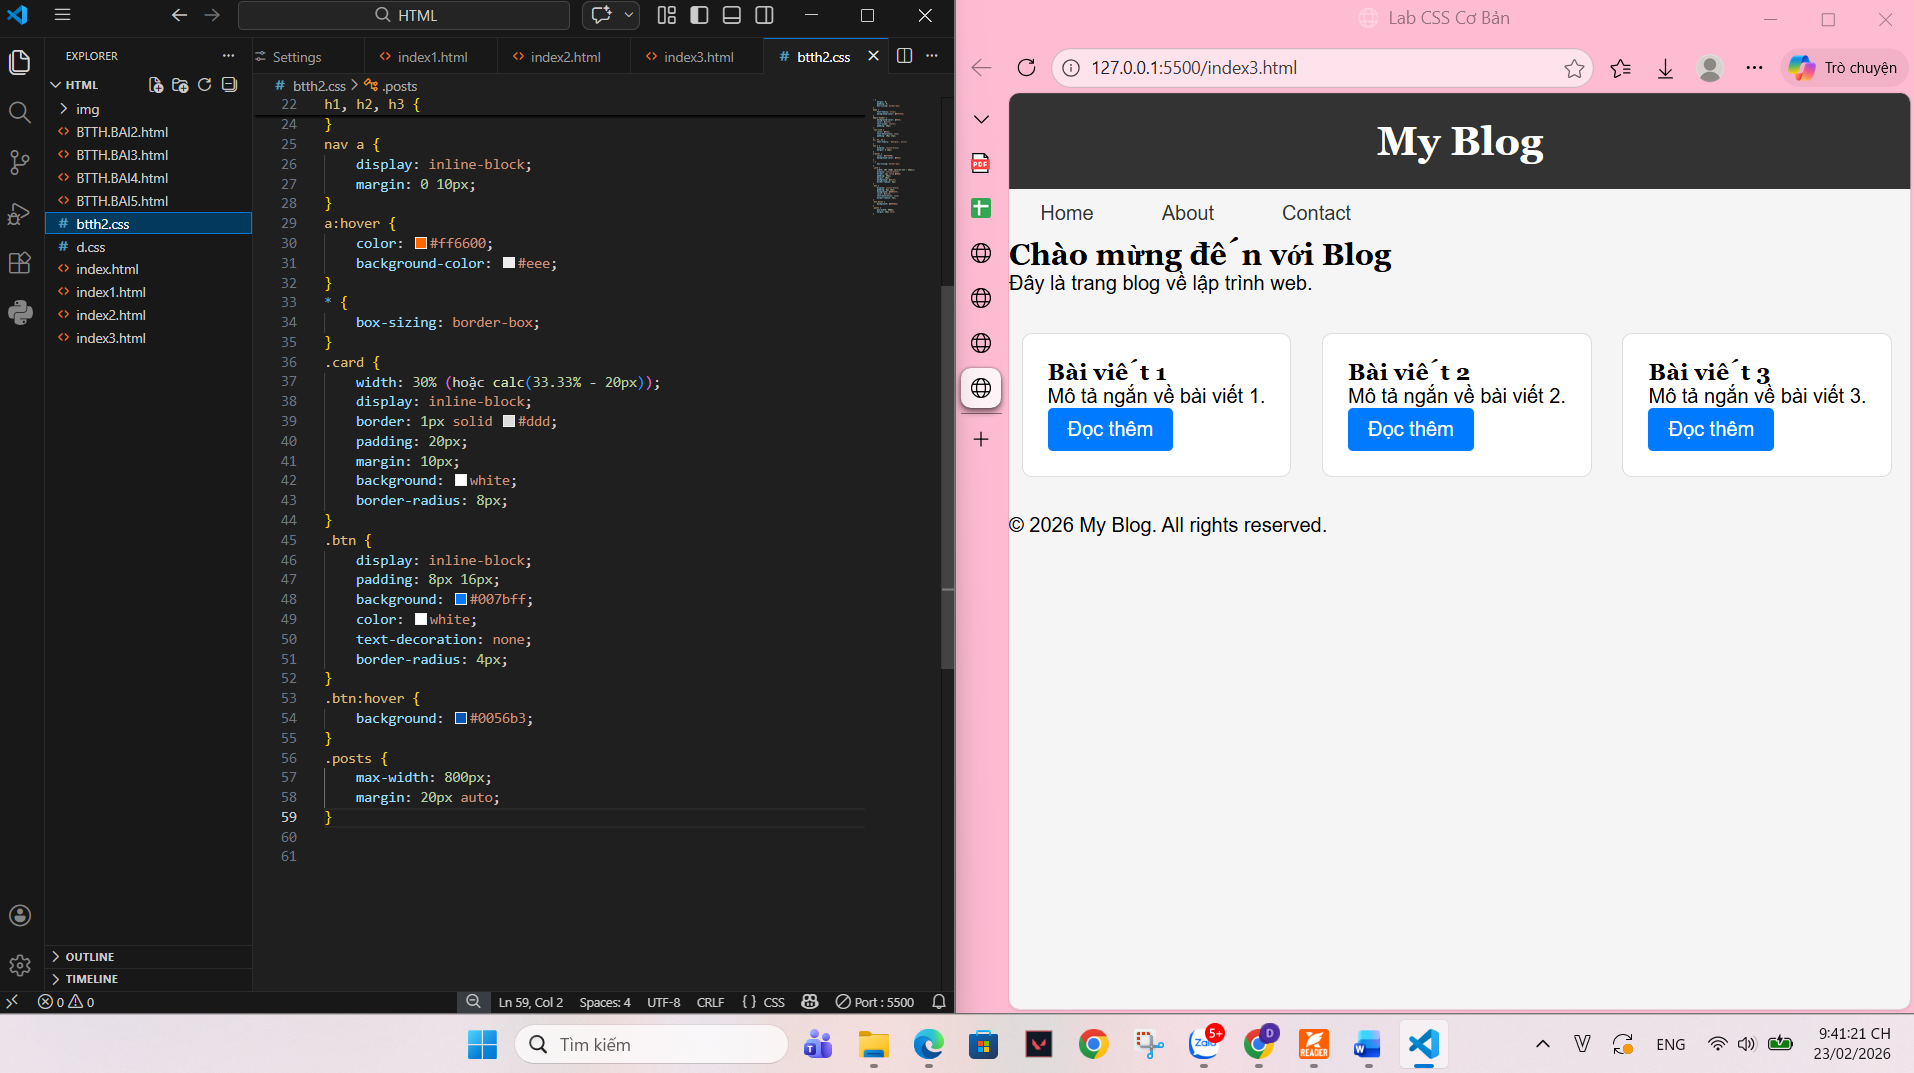 HTML
Lab CSS Cơ Bản
EXPLORER
Settings
index1.html
index2.html
index3.html
# btth2.css
127.0.0.1:5500/index3.html
Trò chuyện
HTML
# btth2.css > .posts
img
BTTH.BAI2.html
BTTH.BAI3.html
BTTH.BAI4.html
BTTH.BAI5.html
# btth2.css
# d.css
index.html
index1.html
index2.html
index3.html
OUTLINE
TIMELINE
22 h1, h2, h3 {
24 }
25 nav a {
26 display: inline-block;
27 margin: 0 10px;
28 }
29 a:hover {
30 color: #ff6600;
31 background-color: #eee;
32 }
33 * {
34 box-sizing: border-box;
35 }
36 .card {
37 width: 30% (hoặc calc(33.33% - 20px));
38 display: inline-block;
39 border: 1px solid #ddd;
40 padding: 20px;
41 margin: 10px;
42 background: white;
43 border-radius: 8px;
44 }
45 .btn {
46 display: inline-block;
47 padding: 8px 16px;
48 background: #007bff;
49 color: white;
50 text-decoration: none;
51 border-radius: 4px;
52 }
53 .btn:hover {
54 background: #0056b3;
55 }
56 .posts {
57 max-width: 800px;
58 margin: 20px auto;
59 }
60
61
PDF
My Blog
Home About Contact
Chào mừng đến với Blog
Đây là trang blog về lập trình web.
Bài viết 1
Mô tả ngắn về bài viết 1.
Đọc thêm
Bài viết 2
Mô tả ngắn về bài viết 2.
Đọc thêm
Bài viết 3
Mô tả ngắn về bài viết 3.
Đọc thêm
© 2026 My Blog. All rights reserved.
0 0
Ln 59, Col 2
Spaces: 4
UTF-8
CRLF
{ } CSS
Port : 5500
Tìm kiếm
Zalo
5+
D
READER
W
V
ENG
9:41:21 CH
23/02/2026